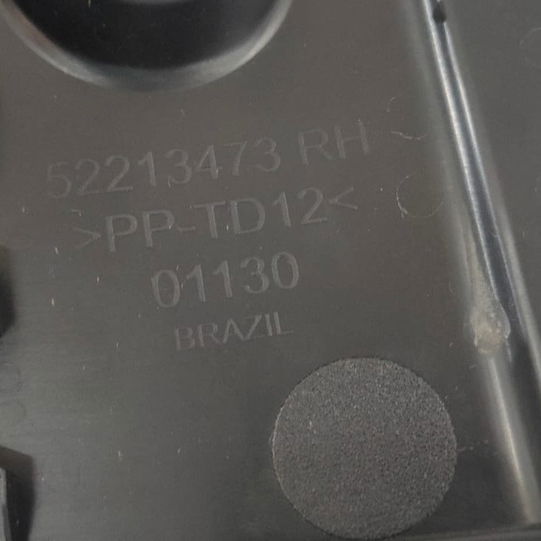 52213473 RH
>PP-TD12<
01130
BRAZIL